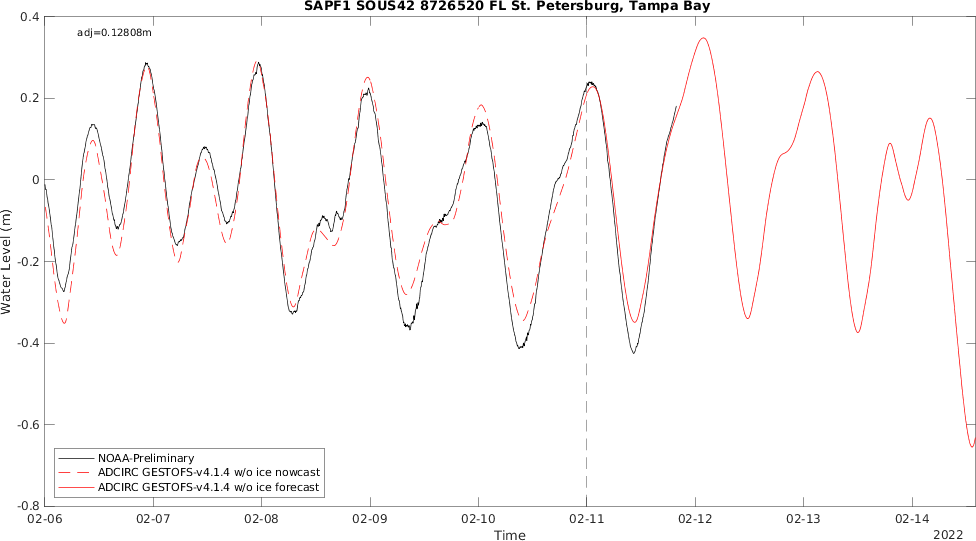 SAPF1 SOUS42 8726520 FL St. Petersburg, Tampa Bay
adj=0.12808m
0.4
0.2
0
-0.2
-0.4
-0.6
-0.8
Water Level (m)
NOAA-Preliminary
ADCIRC GESTOFS-v4.1.4 w/o ice nowcast
ADCIRC GESTOFS-v4.1.4 w/o ice forecast
02-06 02-07 02-08 02-09 02-10 02-11 02-12 02-13 02-14
Time
2022